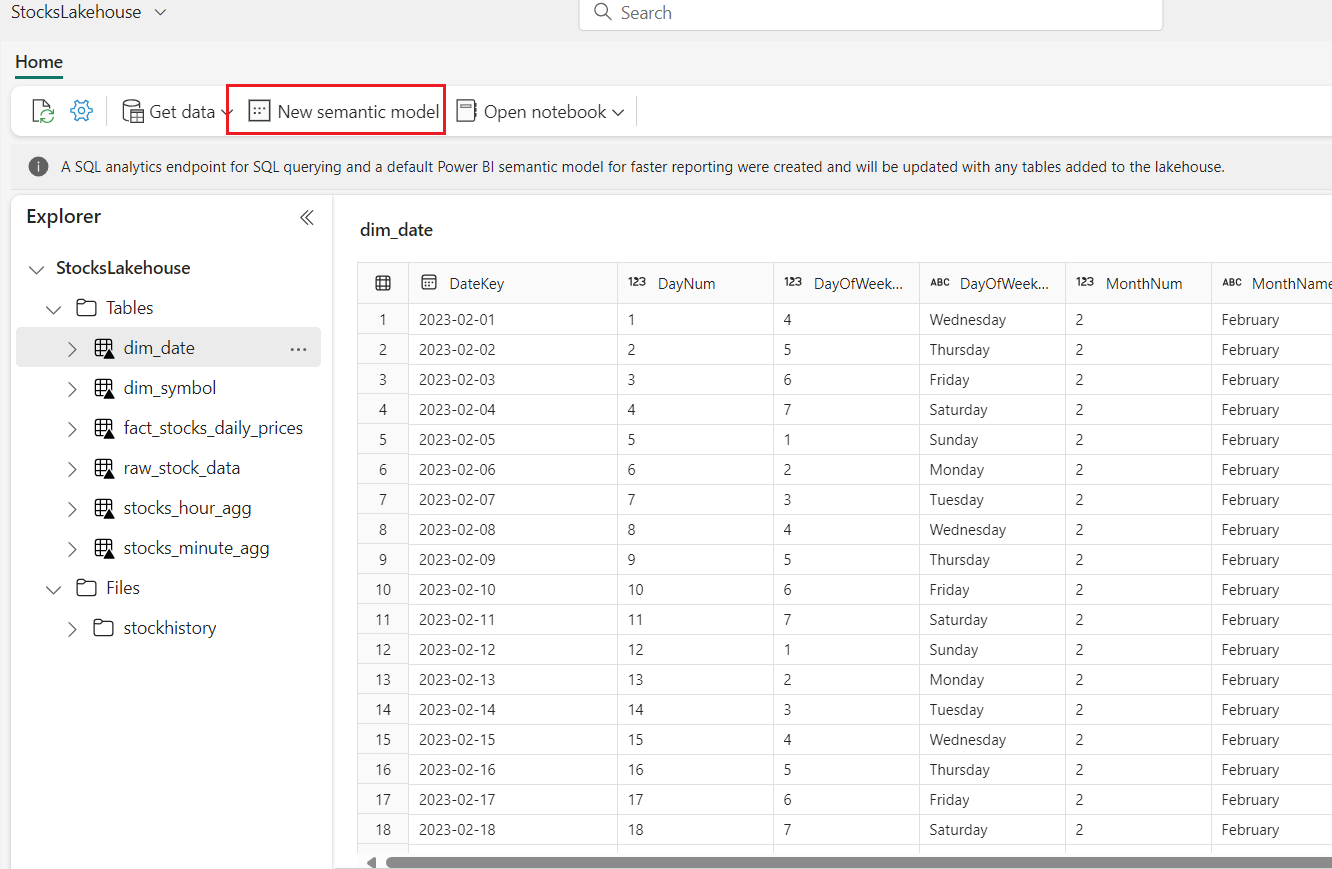 StocksLakehouse
Search
Home
Get data New semantic model Open notebook
A SQL analytics endpoint for SQL querying and a default Power BI semantic model for faster reporting were created and will be updated with any tables added to the lakehouse.
Explorer
StocksLakehouse
Tables
dim_date ...
dim_symbol
fact_stocks_daily_prices
raw_stock_data
stocks_hour_agg
stocks_minute_agg
Files
stockhistory
dim_date
DateKey 123 DayNum 123 DayOfWeek... ABC DayOfWeek... 123 MonthNum ABC MonthName
1 2023-02-01 1 4 Wednesday 2 February
2 2023-02-02 2 5 Thursday 2 February
3 2023-02-03 3 6 Friday 2 February
4 2023-02-04 4 7 Saturday 2 February
5 2023-02-05 5 1 Sunday 2 February
6 2023-02-06 6 2 Monday 2 February
7 2023-02-07 7 3 Tuesday 2 February
8 2023-02-08 8 4 Wednesday 2 February
9 2023-02-09 9 5 Thursday 2 February
10 2023-02-10 10 6 Friday 2 February
11 2023-02-11 11 7 Saturday 2 February
12 2023-02-12 12 1 Sunday 2 February
13 2023-02-13 13 2 Monday 2 February
14 2023-02-14 14 3 Tuesday 2 February
15 2023-02-15 15 4 Wednesday 2 February
16 2023-02-16 16 5 Thursday 2 February
17 2023-02-17 17 6 Friday 2 February
18 2023-02-18 18 7 Saturday 2 February